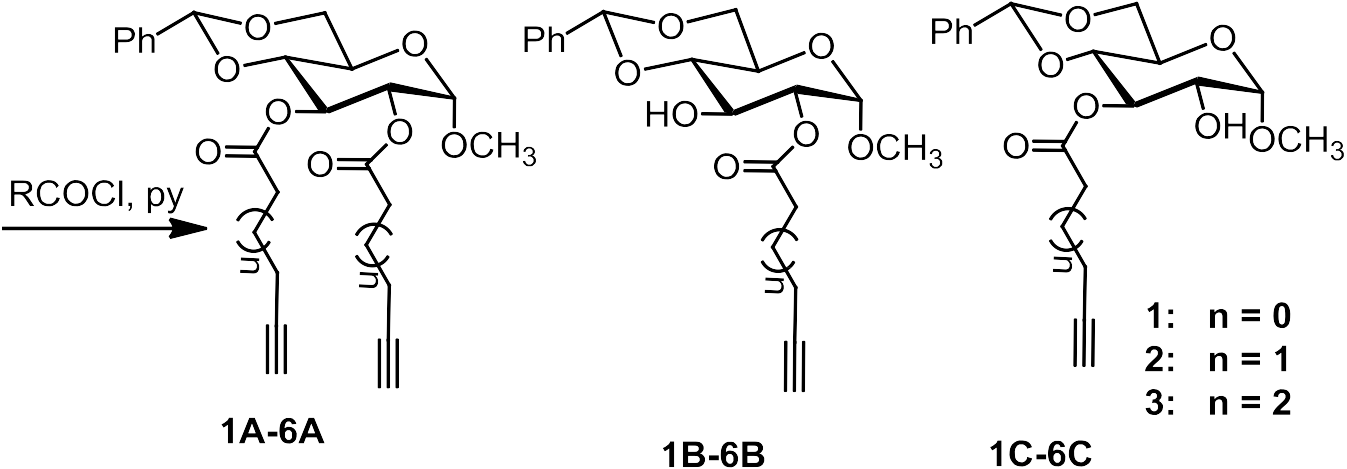 Ph O O O
Ph O O O
Ph O O O
O O O OCH3
HO O O OCH3
O O OH OCH3
RCOCl, py
n n
n
n
1: n = 0
2: n = 1
3: n = 2
1A-6A
1B-6B
1C-6C